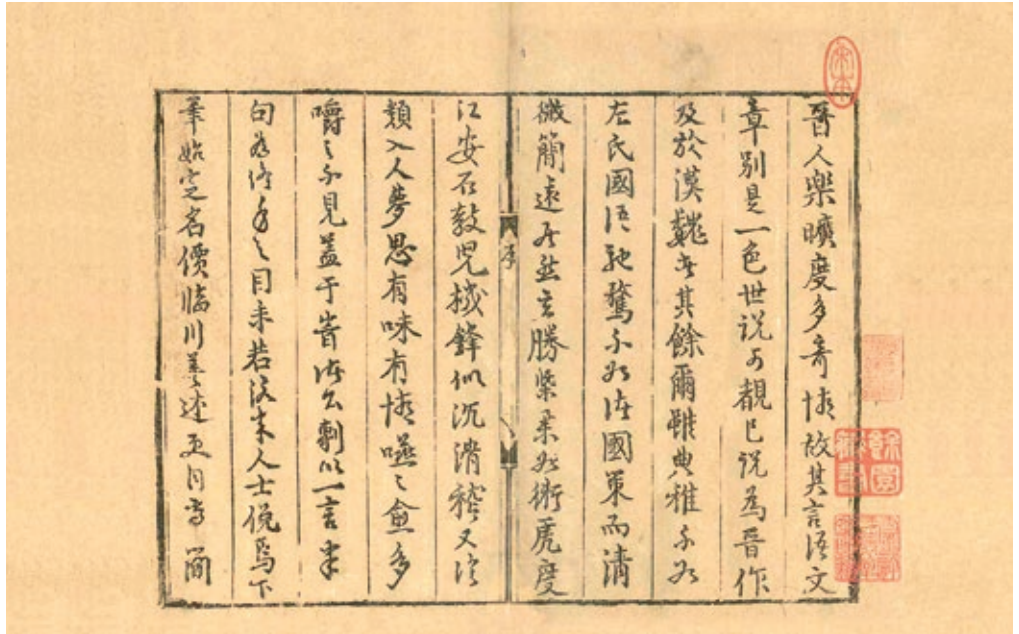 晉人樂曠度多奇情故其言語文
章別是一色世說可覩已說為晉作
及於漢魏者其餘爾雖典雅不如
左氏國語馳騖不如諸國策而清
微簡遠居然玄勝槩舉如衛虎度
序
江安石教兒機鋒似沉滑稽又冷
類入人夢思有味有情嚥之愈多
嚼之不見蓋于時諸公剸以一言半
句為終身之目未若後來人士俛焉下
筆始定名價臨川善述更自高簡